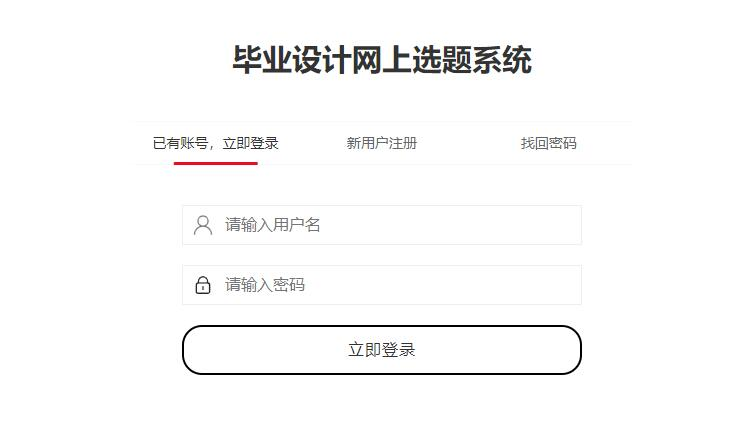 毕业设计网上选题系统
已有账号，立即登录 新用户注册 找回密码
请输入用户名
请输入密码
立即登录